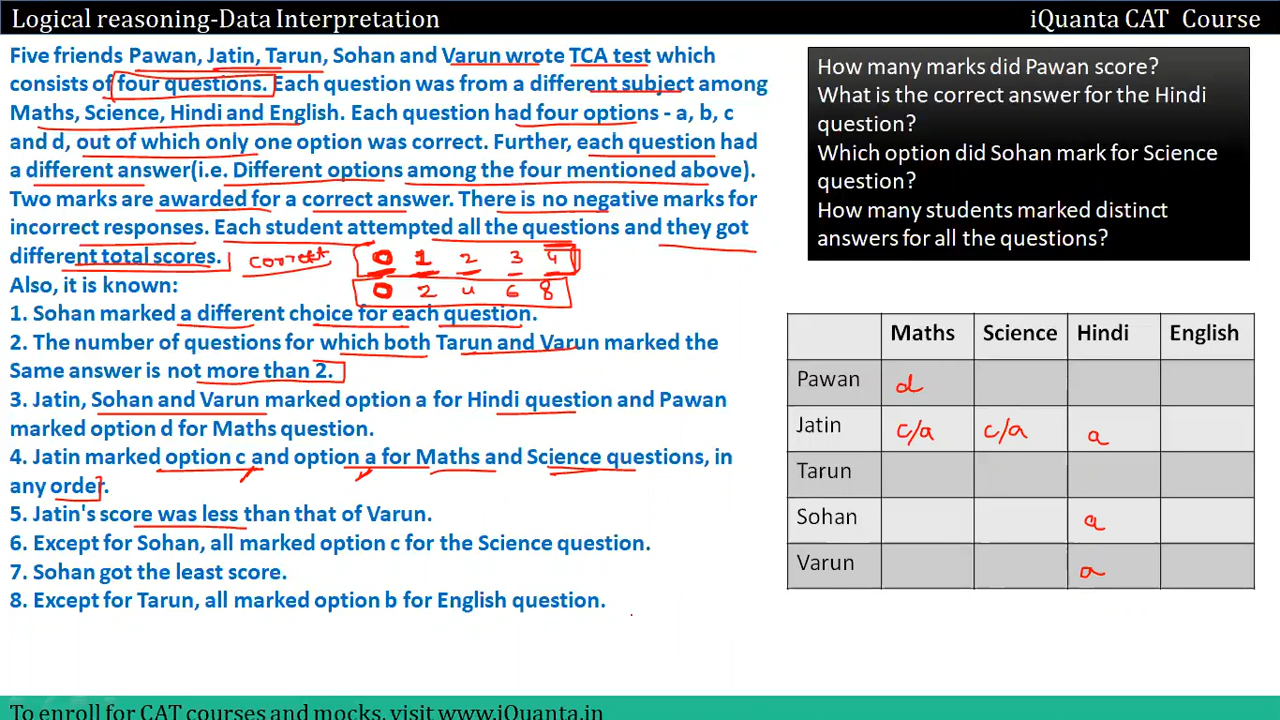 Logical reasoning-Data Interpretation
iQuanta CAT Course
Five friends Pawan, Jatin, Tarun, Sohan and Varun wrote TCA test which
consists of four questions. Each question was from a different subject among
Maths, Science, Hindi and English. Each question had four options - a, b, c
and d, out of which only one option was correct. Further, each question had
a different answer(i.e. Different options among the four mentioned above).
Two marks are awarded for a correct answer. There is no negative marks for
incorrect responses. Each student attempted all the questions and they got
different total scores.
correct 0 1 2 3 4
0 2 4 6 8
Also, it is known:
1. Sohan marked a different choice for each question.
2. The number of questions for which both Tarun and Varun marked the
Same answer is not more than 2.
3. Jatin, Sohan and Varun marked option a for Hindi question and Pawan
marked option d for Maths question.
4. Jatin marked option c and option a for Maths and Science questions, in
any order.
5. Jatin's score was less than that of Varun.
6. Except for Sohan, all marked option c for the Science question.
7. Sohan got the least score.
8. Except for Tarun, all marked option b for English question.
How many marks did Pawan score?
What is the correct answer for the Hindi
question?
Which option did Sohan mark for Science
question?
How many students marked distinct
answers for all the questions?
Maths Science Hindi English
Pawan d
Jatin c/a c/a a
Tarun
Sohan a
Varun a
To enroll for CAT courses and mocks, visit www.iQuanta.in